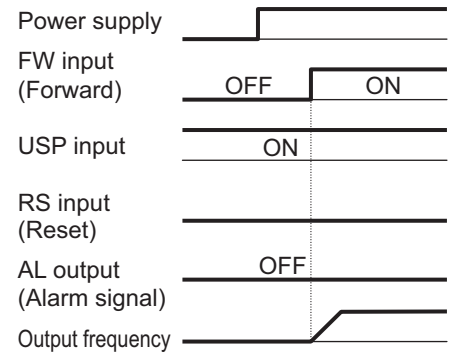 Power supply
FW input
(Forward)
OFF ON
USP input
ON
RS input
(Reset)
AL output
(Alarm signal)
OFF
Output frequency